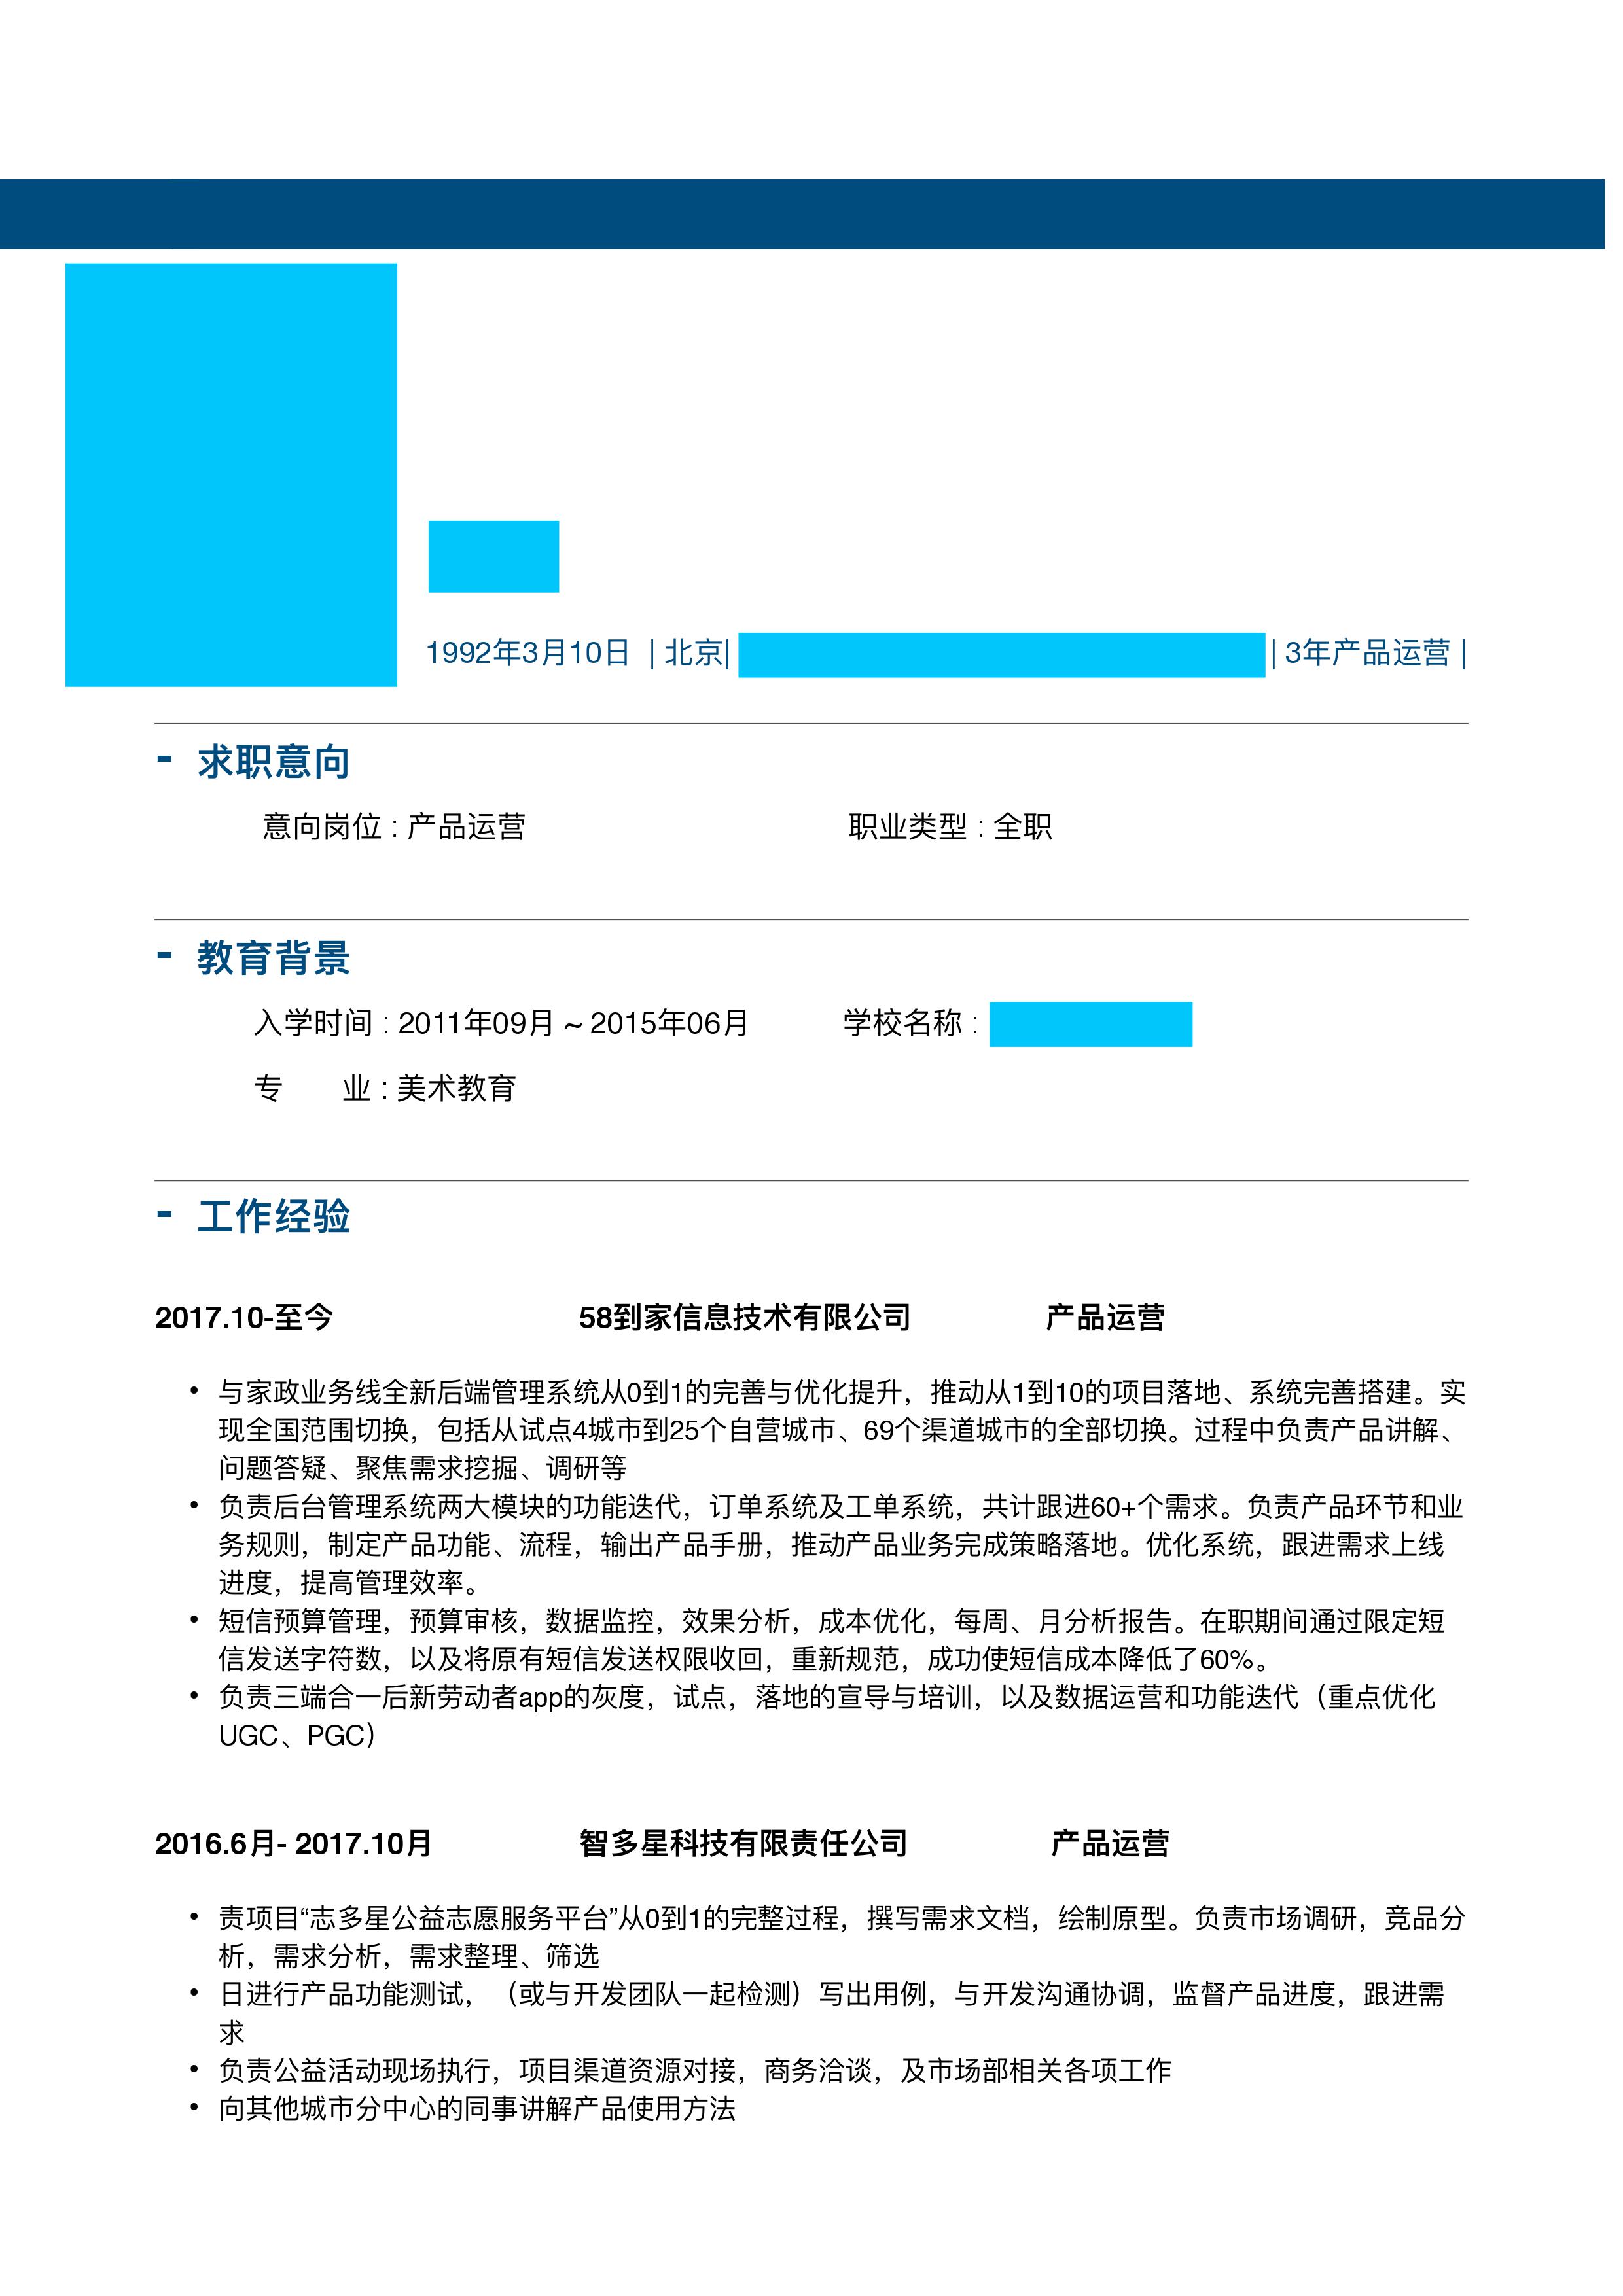 1992年3月10日 | 北京| | 3年产品运营 |
- 求职意向
意向岗位 : 产品运营 职业类型 : 全职
- 教育背景
入学时间 : 2011年09月 ~ 2015年06月 学校名称 :
专 业 : 美术教育
- 工作经验
2017.10-至今 58到家信息技术有限公司 产品运营
• 与家政业务线全新后端管理系统从0到1的完善与优化提升，推动从1到10的项目落地、系统完善搭建。实
现全国范围切换，包括从试点4城市到25个自营城市、69个渠道城市的全部切换。过程中负责产品讲解、
问题答疑、聚焦需求挖掘、调研等
• 负责后台管理系统两大模块的功能迭代，订单系统及工单系统，共计跟进60+个需求。负责产品环节和业
务规则，制定产品功能、流程，输出产品手册，推动产品业务完成策略落地。优化系统，跟进需求上线
进度，提高管理效率。
• 短信预算管理，预算审核，数据监控，效果分析，成本优化，每周、月分析报告。在职期间通过限定短
信发送字符数，以及将原有短信发送权限收回，重新规范，成功使短信成本降低了60%。
• 负责三端合一后新劳动者app的灰度，试点，落地的宣导与培训，以及数据运营和功能迭代（重点优化
UGC、PGC）
2016.6月- 2017.10月 智多星科技有限责任公司 产品运营
• 责项目“志多星公益志愿服务平台”从0到1的完整过程，撰写需求文档，绘制原型。负责市场调研，竞品分
析，需求分析，需求整理、筛选
• 日进行产品功能测试，（或与开发团队一起检测）写出用例，与开发沟通协调，监督产品进度，跟进需
求
• 负责公益活动现场执行，项目渠道资源对接，商务洽谈，及市场部相关各项工作
• 向其他城市分中心的同事讲解产品使用方法